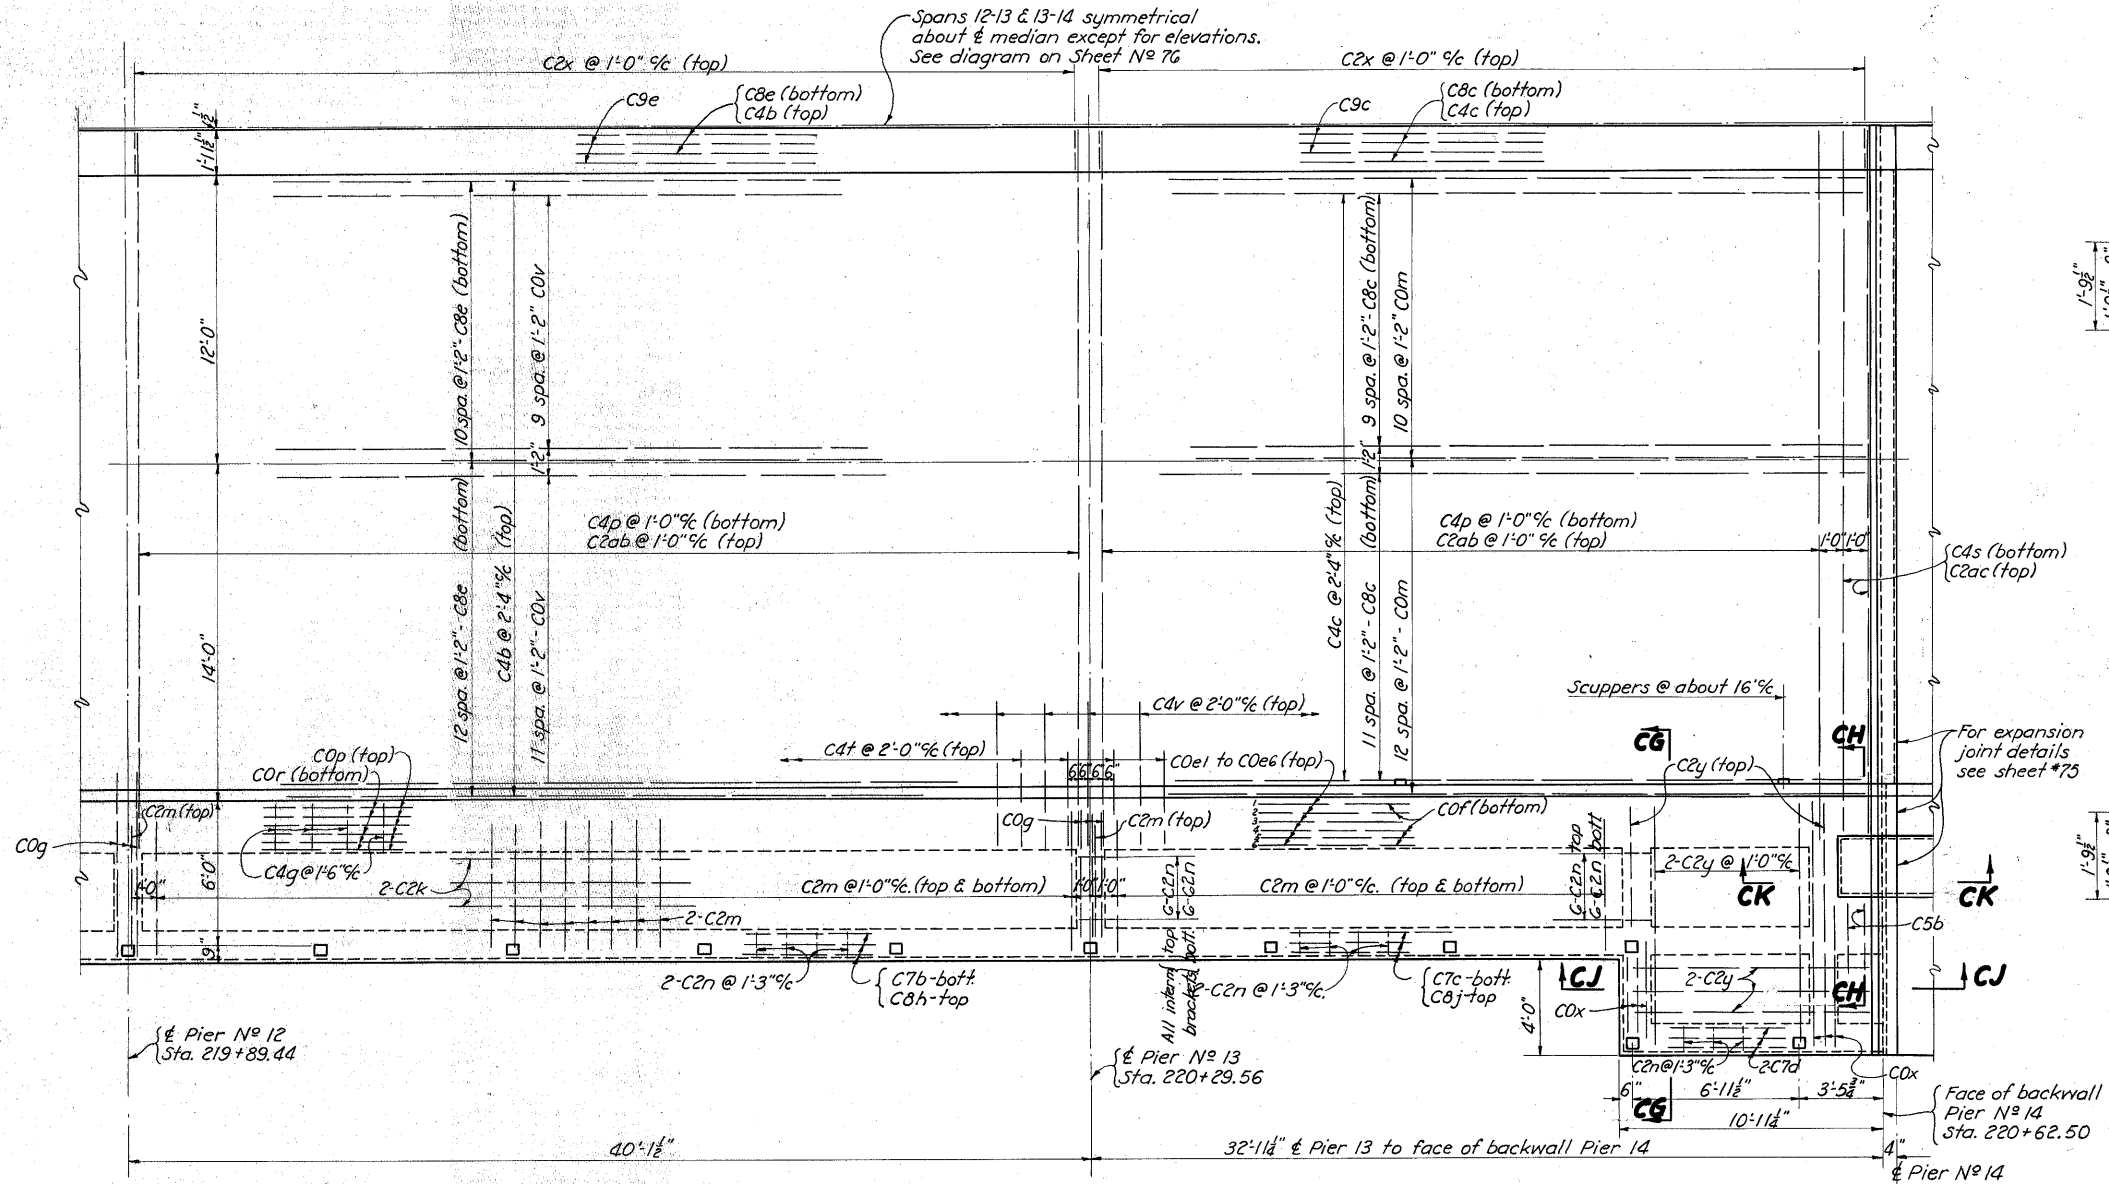 Spans 12-13 & 13-14 symmetrical
about ℄ median except for elevations.
See diagram on Sheet Nº 76
C2x @ 1'-0" c/c (top)
C2x @ 1'-0" c/c (top)
C9e
{C8e (bottom)
{C4b (top)
C9c
{C8c (bottom)
{C4c (top)
½"
1'-11½"
12'-0"
14'-0"
6'-0"
9"
10 spa. @ 1'-2"-C8e (bottom)
9 spa. @ 1'-2" C0v
1'-2"
12 spa. @ 1'-2"- C8e (bottom)
C4b @ 2'-4" c/c (top)
11 spa. @ 1'-2"- C0v
9 spa. @ 1'-2"-C8c (bottom)
10 spa. @ 1'-2" C0m
1'-2"
C4c @ 2'-4" c/c (top)
11 spa. @ 1'-2" - C8c (bottom)
12 spa. @ 1'-2"- C0m
C4p @ 1'-0" c/c (bottom)
C2ab @ 1'-0" c/c (top)
C4p @ 1'-0" c/c (bottom)
C2ab @ 1'-0" c/c (top)
1'-0" 1'-0"
{C4s (bottom)
{C2ac (top)
1'-9½"
1'-9½"
Scuppers @ about 16' c/c
C4v @ 2'-0" c/c (top)
C4t @ 2'-0" c/c (top)
6" 6" 6" 6"
C0e1 to C0e6 (top)
C0f (bottom)
1
2
3
4
CG
CH
C2y (top)
For expansion
joint details
see sheet #75
C0p (top)
C0r (bottom)
C2m (top)
C0g
C4g @ 1'-6" c/c
1'-0"
2-C2k
2-C2m
C0g
C2m (top)
C2m @ 1'-0" c/c. (top & bottom)
1'-0" 1'-0"
C2m @ 1'-0" c/c. (top & bottom)
All interm. brackets
6-C2n top
6-C2n bott.
6-C2n top
6-C2n bott
2-C2y @ 1'-0" c/c
CK
CK
C5b
2-C2n @ 1'-3" c/c
{C7b-bott.
{C8h-top
2-C2n @ 1'-3" c/c.
{C7c-bott.
{C8j-top
CJ
CJ
2-C2y
CH
C0x
4'-0"
C2n @ 1'-3" c/c
2-C7d
C0x
{℄ Pier Nº 12
{Sta. 219+89.44
{℄ Pier Nº 13
{Sta. 220+29.56
6"
6'-11½"
3'-5¾"
CG
10'-11¼"
{Face of backwall
Pier Nº 14
Sta. 220+62.50
40'-1½"
32'-11¼" ℄ Pier 13 to face of backwall Pier 14
4"
℄ Pier Nº 14